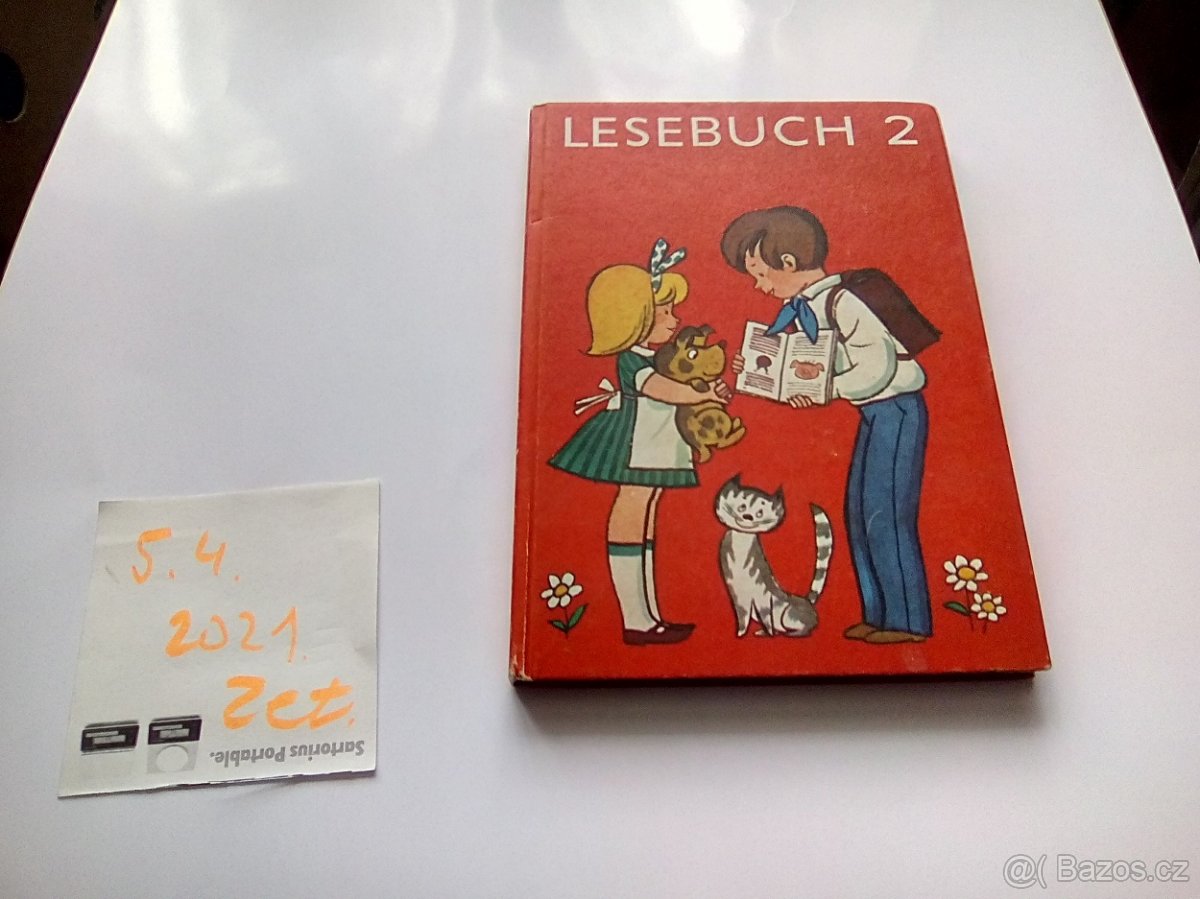 LESEBUCH 2
5. 4.
2021.
Zet.
Sartorius Portable.
@( Bazos.cz